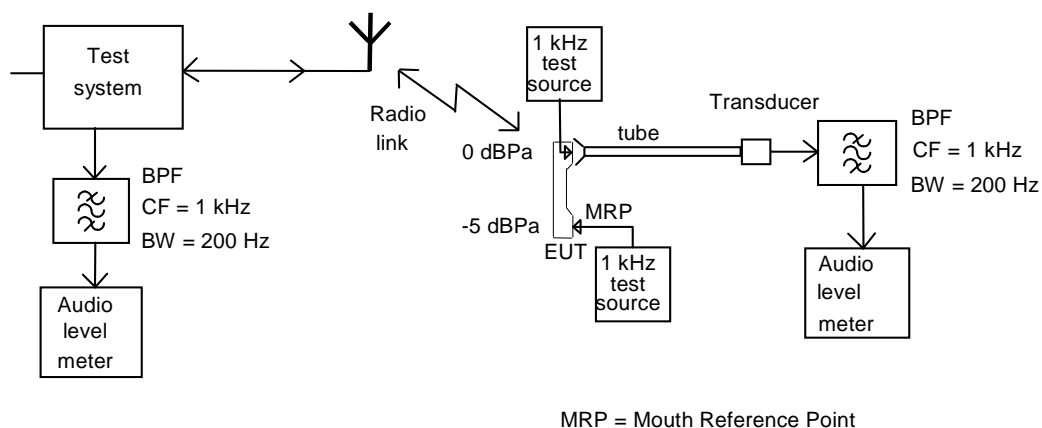 Test
system
BPF
CF = 1 kHz
BW = 200 Hz
Audio
level
meter
Radio
link
1 kHz
test
source
0 dBPa
tube
Transducer
-5 dBPa
MRP
EUT
1 kHz
test
source
BPF
CF = 1 kHz
BW = 200 Hz
Audio
level
meter
MRP = Mouth Reference Point